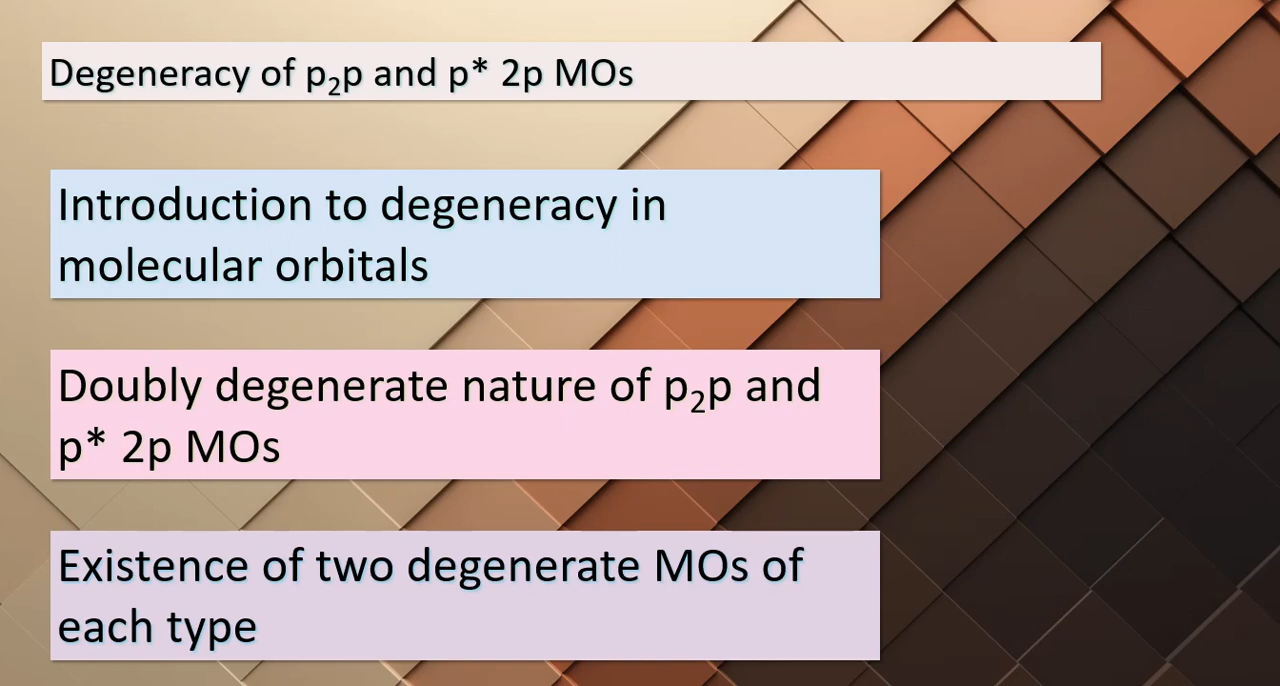 Degeneracy of p₂p and p* 2p MOs
Introduction to degeneracy in
molecular orbitals
Doubly degenerate nature of p₂p and
p* 2p MOs
Existence of two degenerate MOs of
each type